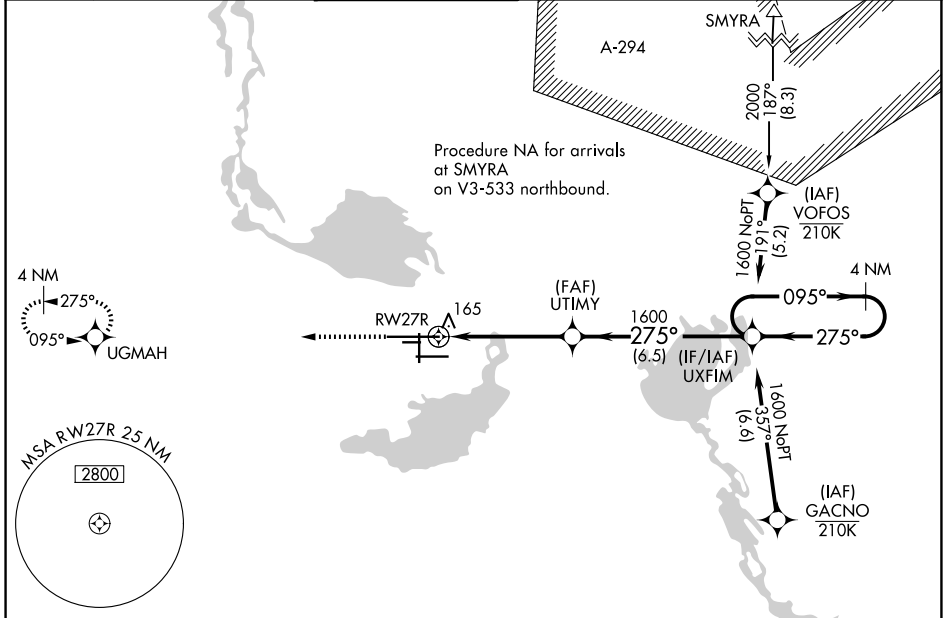 SMYRA
A-294
2000
187°
(8.3)
Procedure NA for arrivals
at SMYRA
on V3-533 northbound.
(IAF)
VOFOS
210K
1600 NoPT
191°
(5.2)
4 NM
275°
095°
UGMAH
RW27R
165
(FAF)
UTIMY
1600
275°
(6.5)
(IF/IAF)
UXFIM
4 NM
095°
275°
1600 NoPT
357°
(6.6)
(IAF)
GACNO
210K
MSA RW27R 25 NM
2800